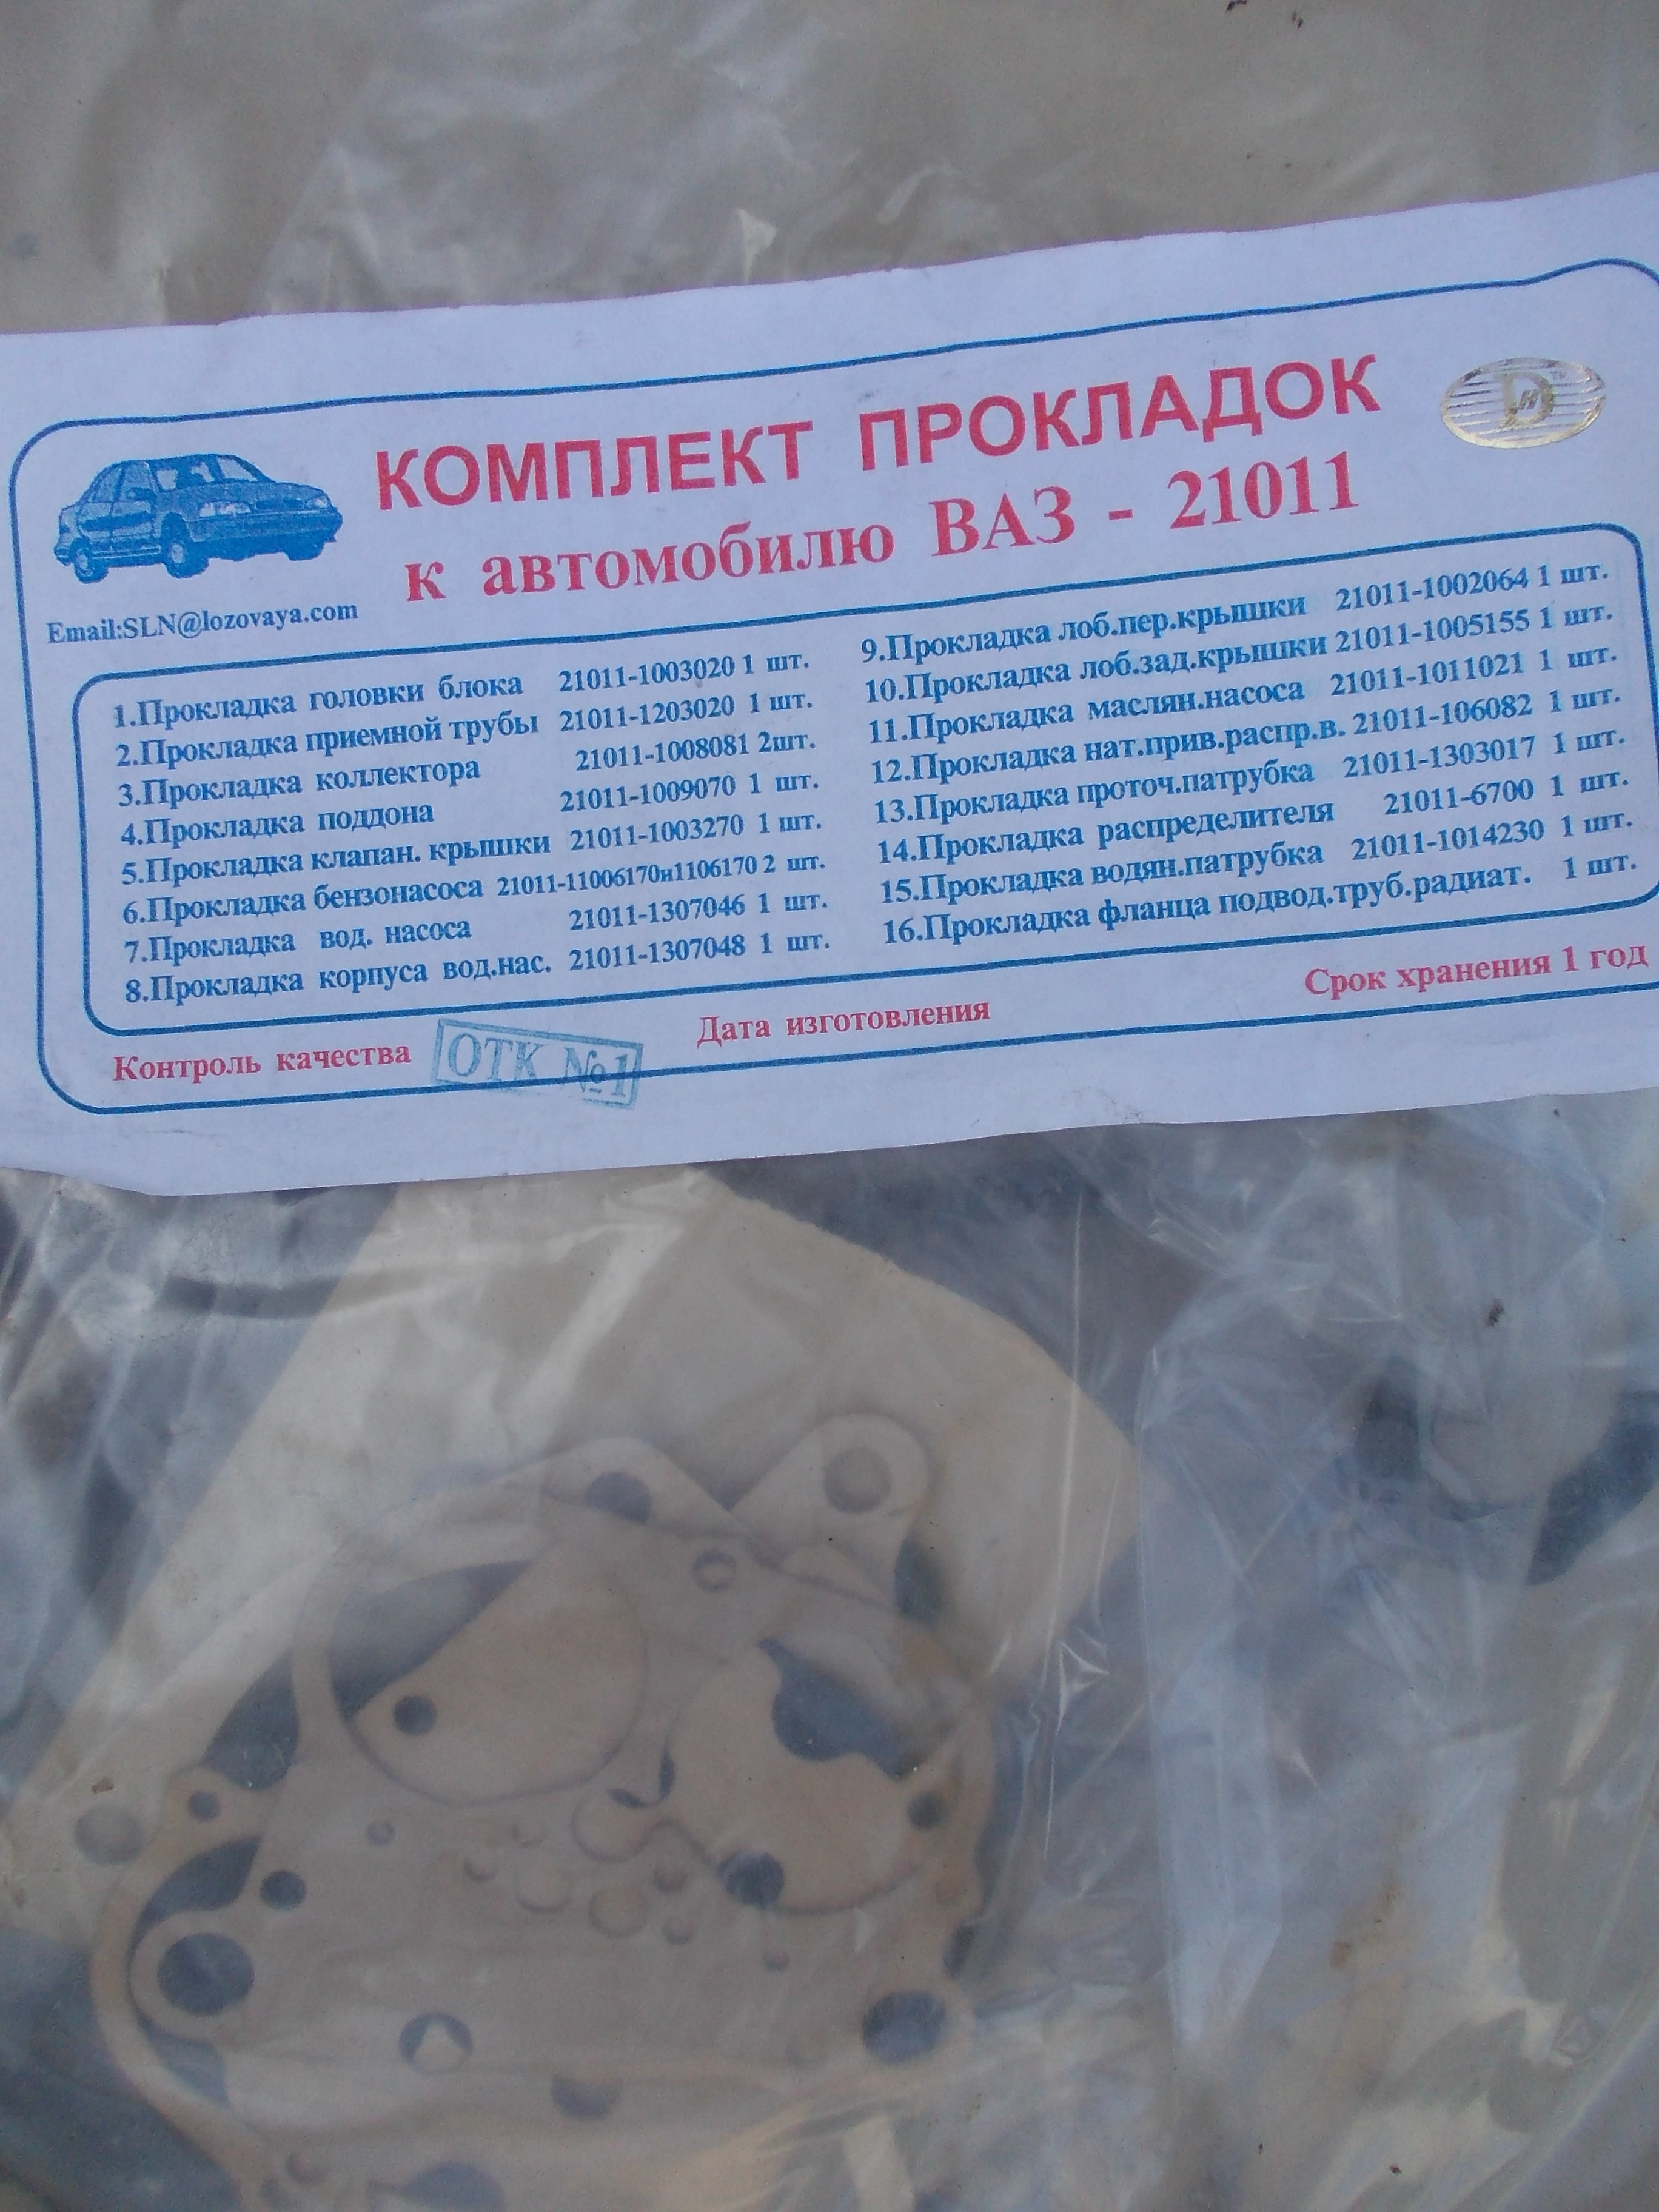 КОМПЛЕКТ ПРОКЛАДОК
к автомобилю ВАЗ - 21011
Dм TM
Email:SLN@lozovaya.com
1.Прокладка головки блока 21011-1003020 1 шт.
2.Прокладка приемной трубы 21011-1203020 1 шт.
3.Прокладка коллектора 21011-1008081 2шт.
4.Прокладка поддона 21011-1009070 1 шт.
5.Прокладка клапан. крышки 21011-1003270 1 шт.
6.Прокладка бензонасоса 21011-11006170и1106170 2 шт.
7.Прокладка вод. насоса 21011-1307046 1 шт.
8.Прокладка корпуса вод.нас. 21011-1307048 1 шт.
9.Прокладка лоб.пер.крышки 21011-1002064 1 шт.
10.Прокладка лоб.зад.крышки 21011-1005155 1 шт.
11.Прокладка маслян.насоса 21011-1011021 1 шт.
12.Прокладка нат.прив.распр.в. 21011-106082 1 шт.
13.Прокладка проточ.патрубка 21011-1303017 1 шт.
14.Прокладка распределителя 21011-6700 1 шт.
15.Прокладка водян.патрубка 21011-1014230 1 шт.
16.Прокладка фланца подвод.труб.радиат. 1 шт.
Контроль качества ОТК №1 Дата изготовления Срок хранения 1 год